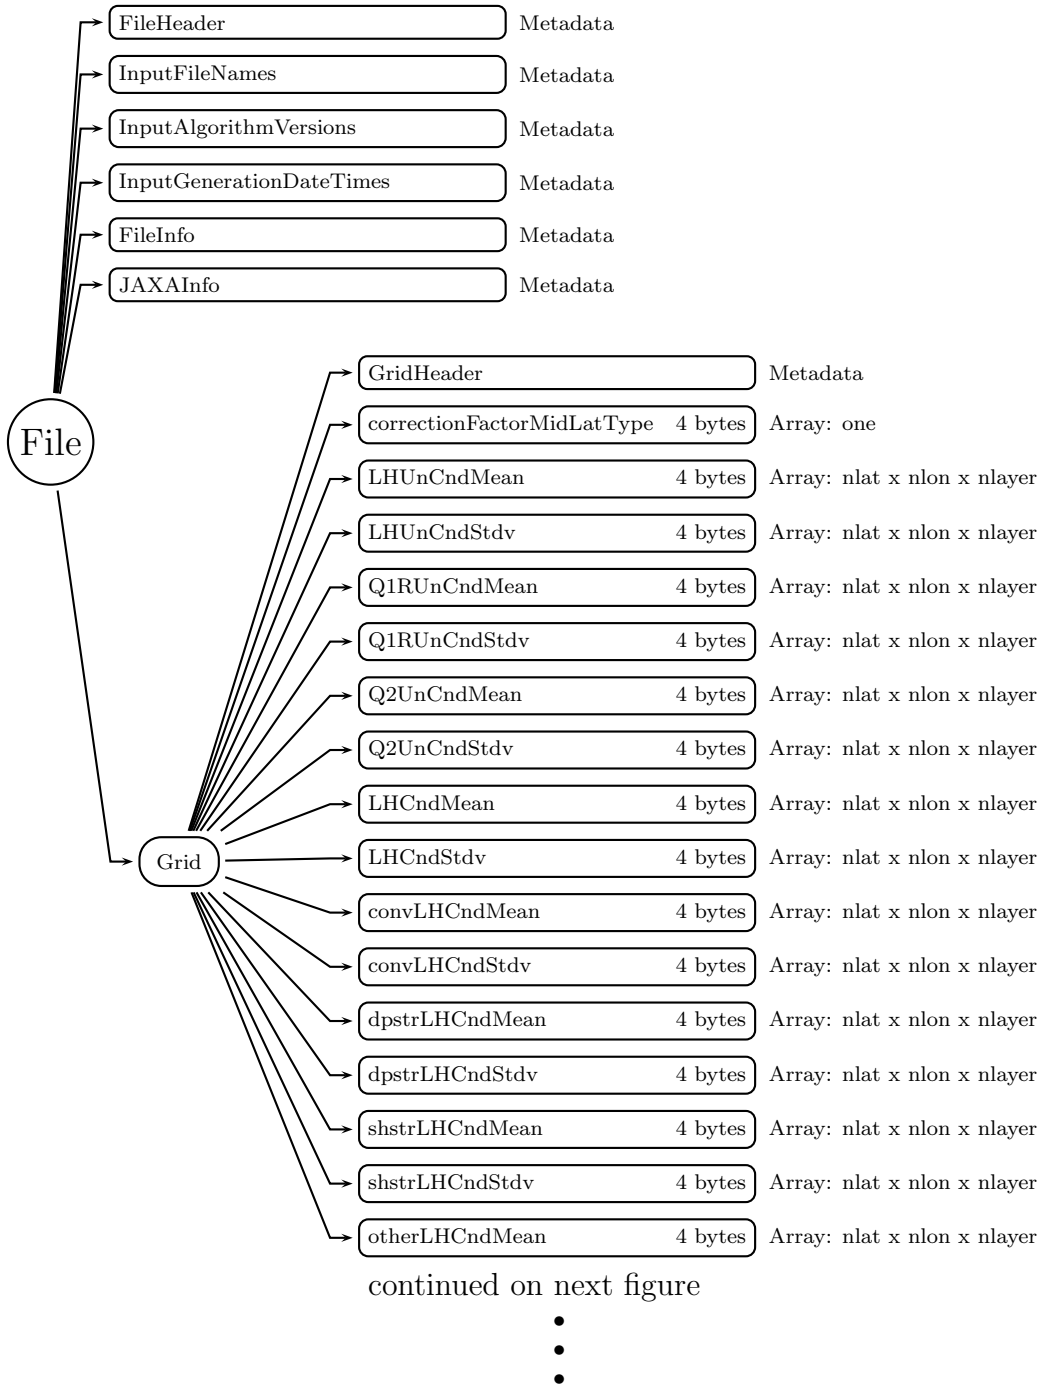 FileHeader Metadata
InputFileNames Metadata
InputAlgorithmVersions Metadata
InputGenerationDateTimes Metadata
FileInfo Metadata
JAXAInfo Metadata
GridHeader Metadata
correctionFactorMidLatType 4 bytes Array: one
File
LHUnCndMean 4 bytes Array: nlat x nlon x nlayer
LHUnCndStdv 4 bytes Array: nlat x nlon x nlayer
Q1RUnCndMean 4 bytes Array: nlat x nlon x nlayer
Q1RUnCndStdv 4 bytes Array: nlat x nlon x nlayer
Q2UnCndMean 4 bytes Array: nlat x nlon x nlayer
Q2UnCndStdv 4 bytes Array: nlat x nlon x nlayer
LHCndMean 4 bytes Array: nlat x nlon x nlayer
Grid
LHCndStdv 4 bytes Array: nlat x nlon x nlayer
convLHCndMean 4 bytes Array: nlat x nlon x nlayer
convLHCndStdv 4 bytes Array: nlat x nlon x nlayer
dpstrLHCndMean 4 bytes Array: nlat x nlon x nlayer
dpstrLHCndStdv 4 bytes Array: nlat x nlon x nlayer
shstrLHCndMean 4 bytes Array: nlat x nlon x nlayer
shstrLHCndStdv 4 bytes Array: nlat x nlon x nlayer
otherLHCndMean 4 bytes Array: nlat x nlon x nlayer
continued on next figure